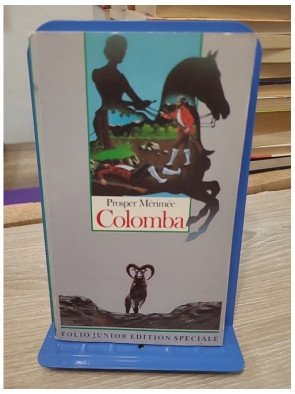 Prosper Mérimée
Colomba
FOLIO JUNIOR EDITION SPECIALE